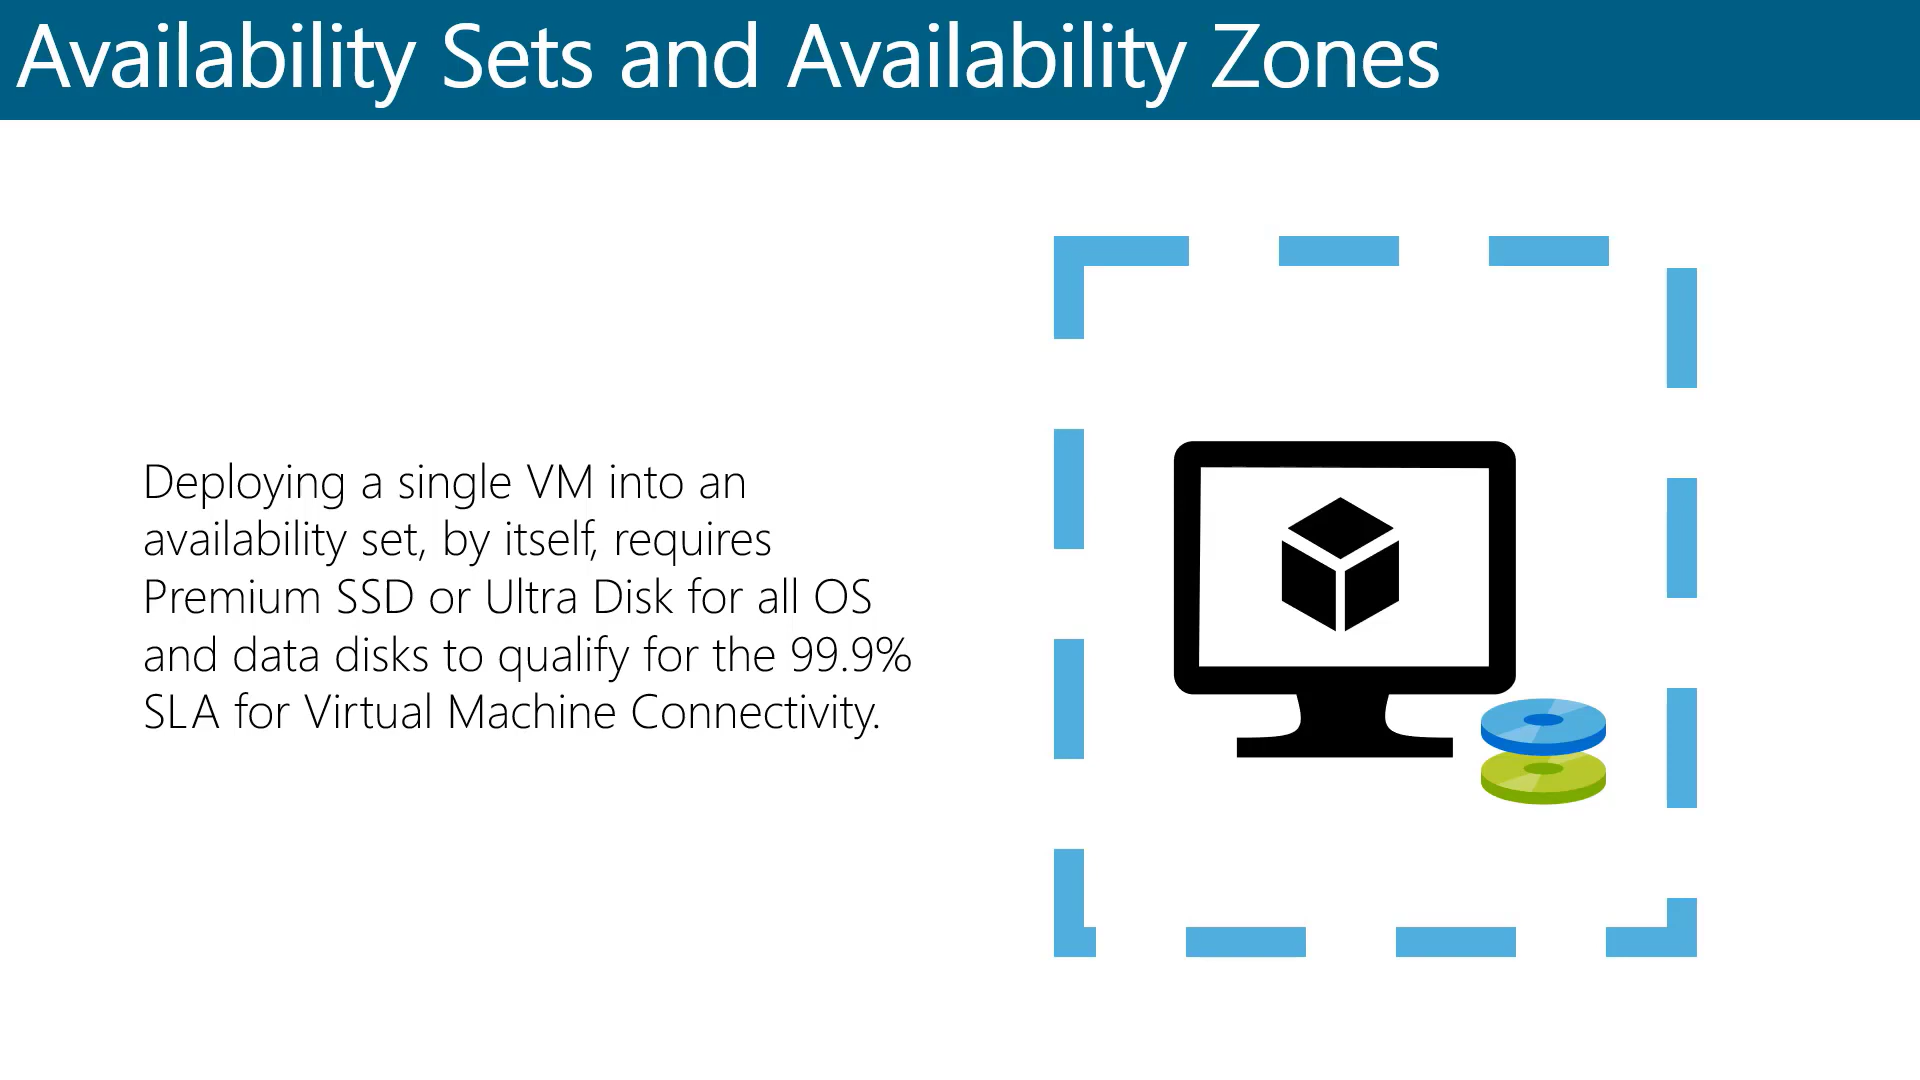 Availability Sets and Availability Zones
Deploying a single VM into an
availability set, by itself, requires
Premium SSD or Ultra Disk for all OS
and data disks to qualify for the 99.9%
SLA for Virtual Machine Connectivity.